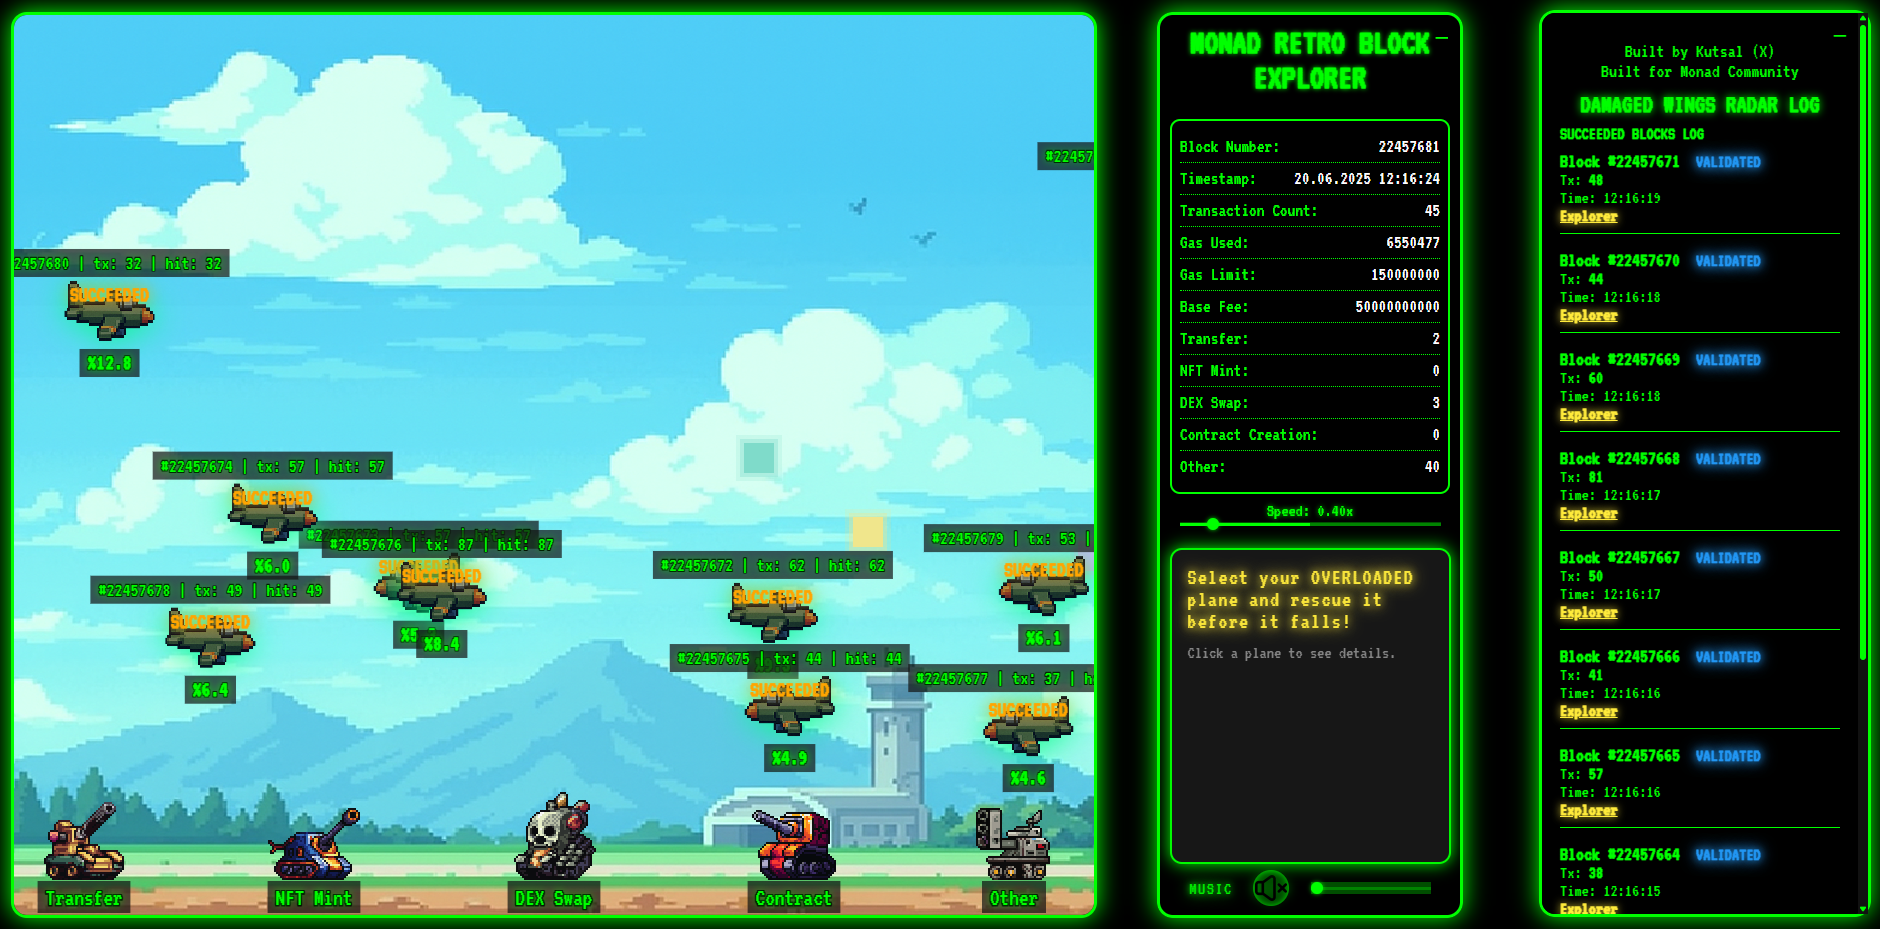 #22457
2457680 | tx: 32 | hit: 32
SUCCEEDED
%12.8
#22457674 | tx: 57 | hit: 57
SUCCEEDED
%6.0
#22457676 | tx: 87 | hit: 87
SUCCEEDED
SUCCEEDED
%5.
%8.4
#22457678 | tx: 49 | hit: 49
SUCCEEDED
%6.4
#22457672 | tx: 62 | hit: 62
SUCCEEDED
#22457675 | tx: 44 | hit: 44
SUCCEEDED
%4.9
#22457679 | tx: 53 |
SUCCEEDED
%6.1
#22457677 | tx: 37 | h
SUCCEEDED
%4.6
Transfer
NFT Mint
DEX Swap
Contract
Other
MONAD RETRO BLOCK
EXPLORER
Block Number: 22457681
Timestamp: 20.06.2025 12:16:24
Transaction Count: 45
Gas Used: 6550477
Gas Limit: 150000000
Base Fee: 50000000000
Transfer: 2
NFT Mint: 0
DEX Swap: 3
Contract Creation: 0
Other: 40
Speed: 0.40x
Select your OVERLOADED
plane and rescue it
before it falls!
Click a plane to see details.
MUSIC
Built by Kutsal (X)
Built for Monad Community
DAMAGED WINGS RADAR LOG
SUCCEEDED BLOCKS LOG
Block #22457671 VALIDATED
Tx: 48
Time: 12:16:19
Explorer
Block #22457670 VALIDATED
Tx: 44
Time: 12:16:18
Explorer
Block #22457669 VALIDATED
Tx: 60
Time: 12:16:18
Explorer
Block #22457668 VALIDATED
Tx: 81
Time: 12:16:17
Explorer
Block #22457667 VALIDATED
Tx: 50
Time: 12:16:17
Explorer
Block #22457666 VALIDATED
Tx: 41
Time: 12:16:16
Explorer
Block #22457665 VALIDATED
Tx: 57
Time: 12:16:16
Explorer
Block #22457664 VALIDATED
Tx: 38
Time: 12:16:15
Explorer